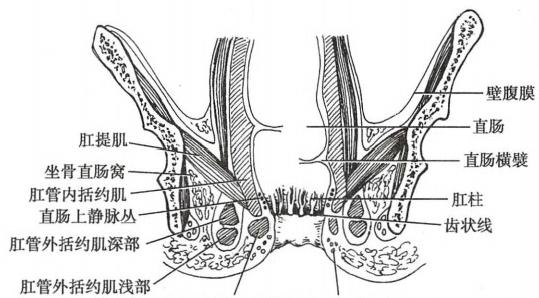 壁腹膜
直肠
肛提肌
直肠横襞
坐骨直肠窝
肛管内括约肌
肛柱
直肠上静脉丛
齿状线
肛管外括约肌深部
肛管外括约肌浅部